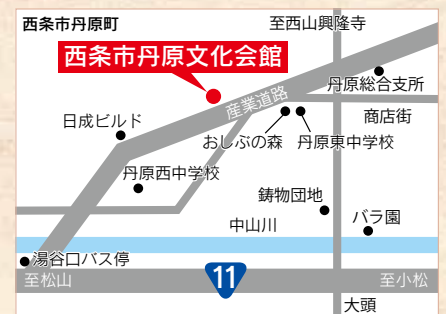 西条市丹原町
至西山興隆寺
西条市丹原文化会館
丹原総合支所
産業道路
商店街
日成ビルド
おしぶの森
丹原東中学校
丹原西中学校
鋳物団地
バラ園
中山川
湯谷口バス停
至松山
11
至小松
大頭